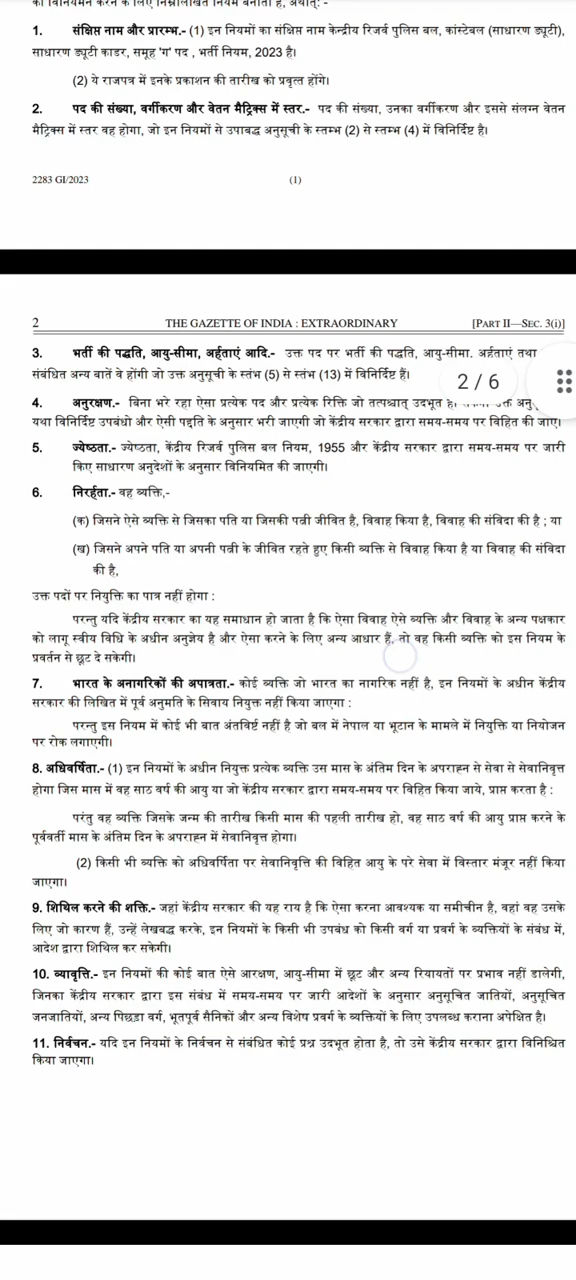 का विनियमन करने के लिए निम्नलिखित नियम बनाती है, अर्थात्: -
1. संक्षिप्त नाम और प्रारम्भ.- (1) इन नियमों का संक्षिप्त नाम केन्द्रीय रिजर्व पुलिस बल, कांस्टेबल (साधारण ड्यूटी),
साधारण ड्यूटी काडर, समूह 'ग' पद , भर्ती नियम, 2023 है।
(2) ये राजपत्र में इनके प्रकाशन की तारीख को प्रवृत्त होंगे।
2. पद की संख्या, वर्गीकरण और वेतन मैट्रिक्स में स्तर.- पद की संख्या, उनका वर्गीकरण और इससे संलग्न वेतन
मैट्रिक्स में स्तर वह होगा, जो इन नियमों से उपाबद्ध अनुसूची के स्तम्भ (2) से स्तम्भ (4) में विनिर्दिष्ट है।
2283 GI/2023 (1)
2 THE GAZETTE OF INDIA : EXTRAORDINARY [PART II—SEC. 3(i)]
3. भर्ती की पद्धति, आयु-सीमा, अर्हताएं आदि.- उक्त पद पर भर्ती की पद्धति, आयु-सीमा. अर्हताएं तथा
संबंधित अन्य बातें वे होंगी जो उक्त अनुसूची के स्तंभ (5) से स्तंभ (13) में विनिर्दिष्ट हैं।
2 / 6
4. अनुरक्षण.- बिना भरे रहा ऐसा प्रत्येक पद और प्रत्येक रिक्ति जो तत्पश्चात् उदभूत हो
यथा विनिर्दिष्ट उपबंधो और ऐसी पद्दति के अनुसार भरी जाएगी जो केंद्रीय सरकार द्वारा समय-समय पर विहित की जाए।
5. ज्येष्ठता.- ज्येष्ठता, केंद्रीय रिजर्व पुलिस बल नियम, 1955 और केंद्रीय सरकार द्वारा समय-समय पर जारी
किए साधारण अनुदेशों के अनुसार विनियमित की जाएगी।
6. निरर्हता.- वह व्यक्ति,-
(क) जिसने ऐसे व्यक्ति से जिसका पति या जिसकी पत्नी जीवित है, विवाह किया है, विवाह की संविदा की है ; या
(ख) जिसने अपने पति या अपनी पत्नी के जीवित रहते हुए किसी व्यक्ति से विवाह किया है या विवाह की संविदा
की है,
उक्त पदों पर नियुक्ति का पात्र नहीं होगा :
परन्तु यदि केंद्रीय सरकार का यह समाधान हो जाता है कि ऐसा विवाह ऐसे व्यक्ति और विवाह के अन्य पक्षकार
को लागू स्वीय विधि के अधीन अनुज्ञेय है और ऐसा करने के लिए अन्य आधार हैं, तो वह किसी व्यक्ति को इस नियम के
प्रवर्तन से छूट दे सकेगी।
7. भारत के अनागरिकों की अपात्रता.- कोई व्यक्ति जो भारत का नागरिक नहीं है, इन नियमों के अधीन केंद्रीय
सरकार की लिखित में पूर्व अनुमति के सिवाय नियुक्त नहीं किया जाएगा :
परन्तु इस नियम में कोई भी बात अंतविर्ष्ट नहीं है जो बल में नेपाल या भूटान के मामले में नियुक्ति या नियोजन
पर रोक लगाएगी।
8. अधिवर्षिता.- (1) इन नियमों के अधीन नियुक्त प्रत्येक व्यक्ति उस मास के अंतिम दिन के अपराह्न से सेवा से सेवानिवृत्त
होगा जिस मास में वह साठ वर्ष की आयु या जो केंद्रीय सरकार द्वारा समय-समय पर विहित किया जाये, प्राप्त करता है :
परंतु वह व्यक्ति जिसके जन्म की तारीख किसी मास की पहली तारीख हो, वह साठ वर्ष की आयु प्राप्त करने के
पूर्ववर्ती मास के अंतिम दिन के अपराह्न में सेवानिवृत्त होगा।
(2) किसी भी व्यक्ति को अधिवर्षिता पर सेवानिवृत्ति की विहित आयु के परे सेवा में विस्तार मंजूर नहीं किया
जाएगा।
9. शिथिल करने की शक्ति.- जहां केंद्रीय सरकार की यह राय है कि ऐसा करना आवश्यक या समीचीन है, वहां वह उसके
लिए जो कारण हैं, उन्हें लेखबद्ध करके, इन नियमों के किसी भी उपबंध को किसी वर्ग या प्रवर्ग के व्यक्तियों के संबंध में,
आदेश द्वारा शिथिल कर सकेगी।
10. व्यावृत्ति.- इन नियमों की कोई बात ऐसे आरक्षण, आयु-सीमा में छूट और अन्य रियायतों पर प्रभाव नहीं डालेगी,
जिनका केंद्रीय सरकार द्वारा इस संबंध में समय-समय पर जारी आदेशों के अनुसार अनुसूचित जातियों, अनुसूचित
जनजातियों, अन्य पिछड़ा वर्ग, भूतपूर्व सैनिकों और अन्य विशेष प्रवर्ग के व्यक्तियों के लिए उपलब्ध कराना अपेक्षित है।
11. निर्वचन.- यदि इन नियमों के निर्वचन से संबंधित कोई प्रश्न उदभूत होता है, तो उसे केंद्रीय सरकार द्वारा विनिश्चित
किया जाएगा।